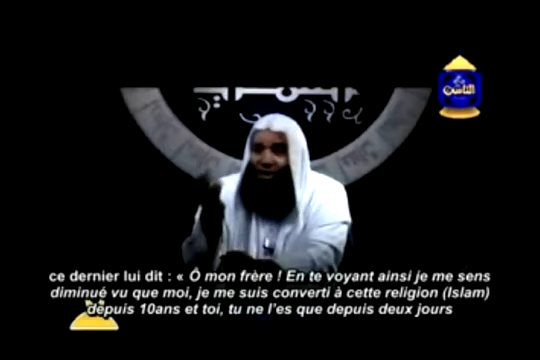 الناس
ce dernier lui dit : « Ô mon frère ! En te voyant ainsi je me sens
diminué vu que moi, je me suis converti à cette religion (Islam)
depuis 10ans et toi, tu ne l'es que depuis deux jours